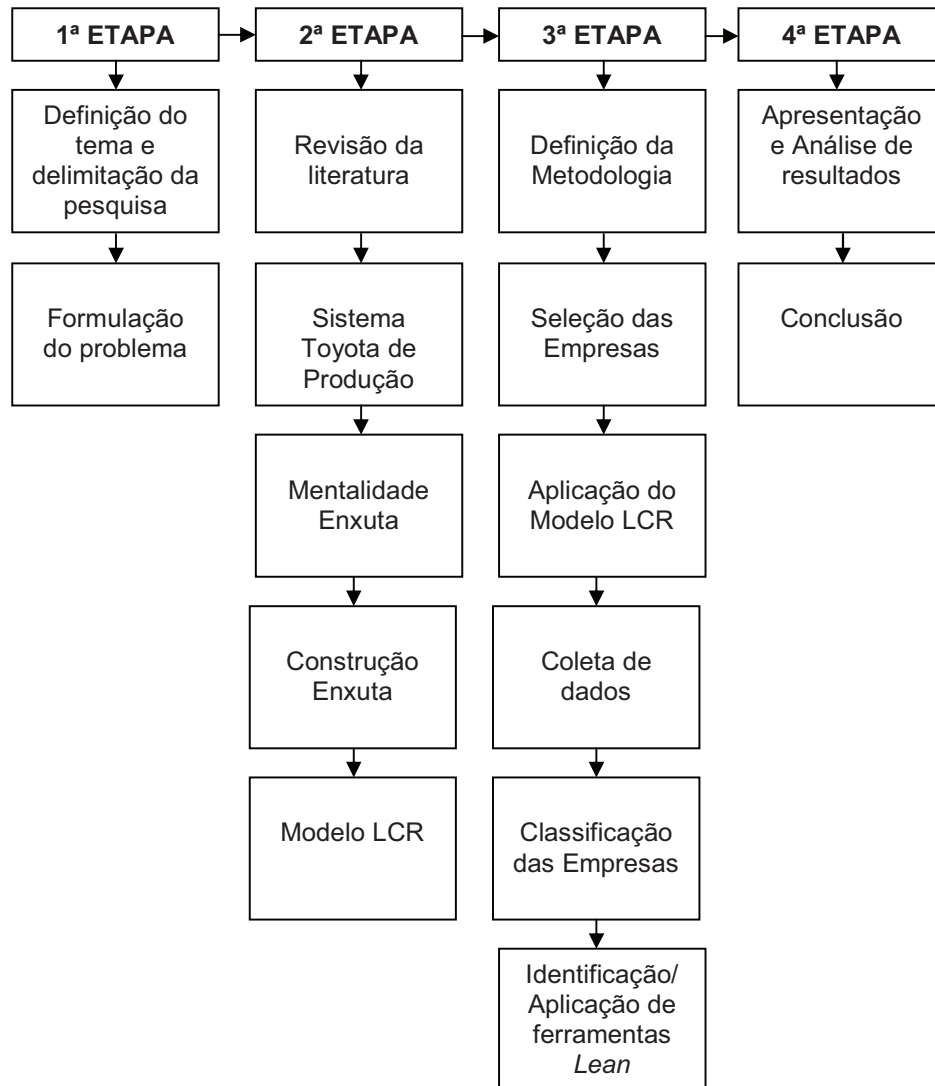 1ª ETAPA
2ª ETAPA
3ª ETAPA
4ª ETAPA
Definição do
tema e
delimitação da
pesquisa
Formulação
do problema
Revisão da
literatura
Sistema
Toyota de
Produção
Mentalidade
Enxuta
Construção
Enxuta
Modelo LCR
Definição da
Metodologia
Seleção das
Empresas
Aplicação do
Modelo LCR
Coleta de
dados
Classificação
das Empresas
Identificação/
Aplicação de
ferramentas
Lean
Apresentação
e Análise de
resultados
Conclusão